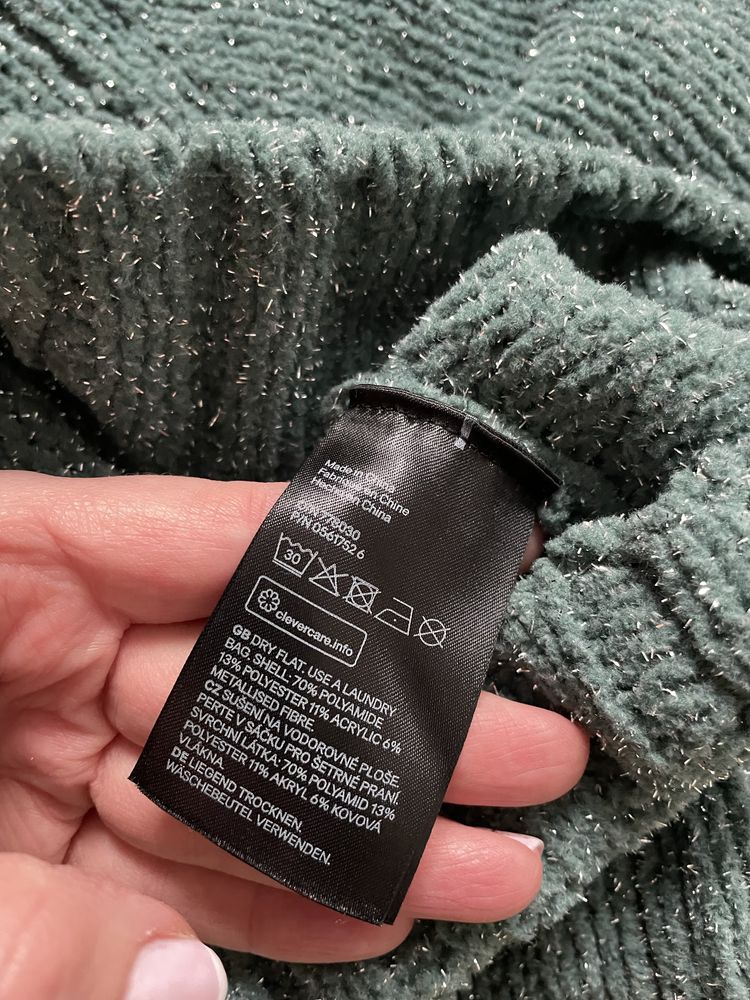 Made in China
Fabriqué en Chine
Hecho en China
P/N 0561752 6
30
clevercare.info
GB DRY FLAT. USE A LAUNDRY
BAG. SHELL: 70% POLYAMIDE
13% POLYESTER 11% ACRYLIC 6%
METALLISED FIBRE
CZ SUŠENÍ NA VODOROVNÉ PLOŠE.
PERTE V SÁČKU PRO ŠETRNÉ PRANÍ.
SVRCHNÍ LÁTKA: 70% POLYAMID 13%
POLYESTER 11% AKRYL 6% KOVOVÁ
VLÁKNA
DE LIEGEND TROCKNEN.
WÄSCHEBEUTEL VERWENDEN.